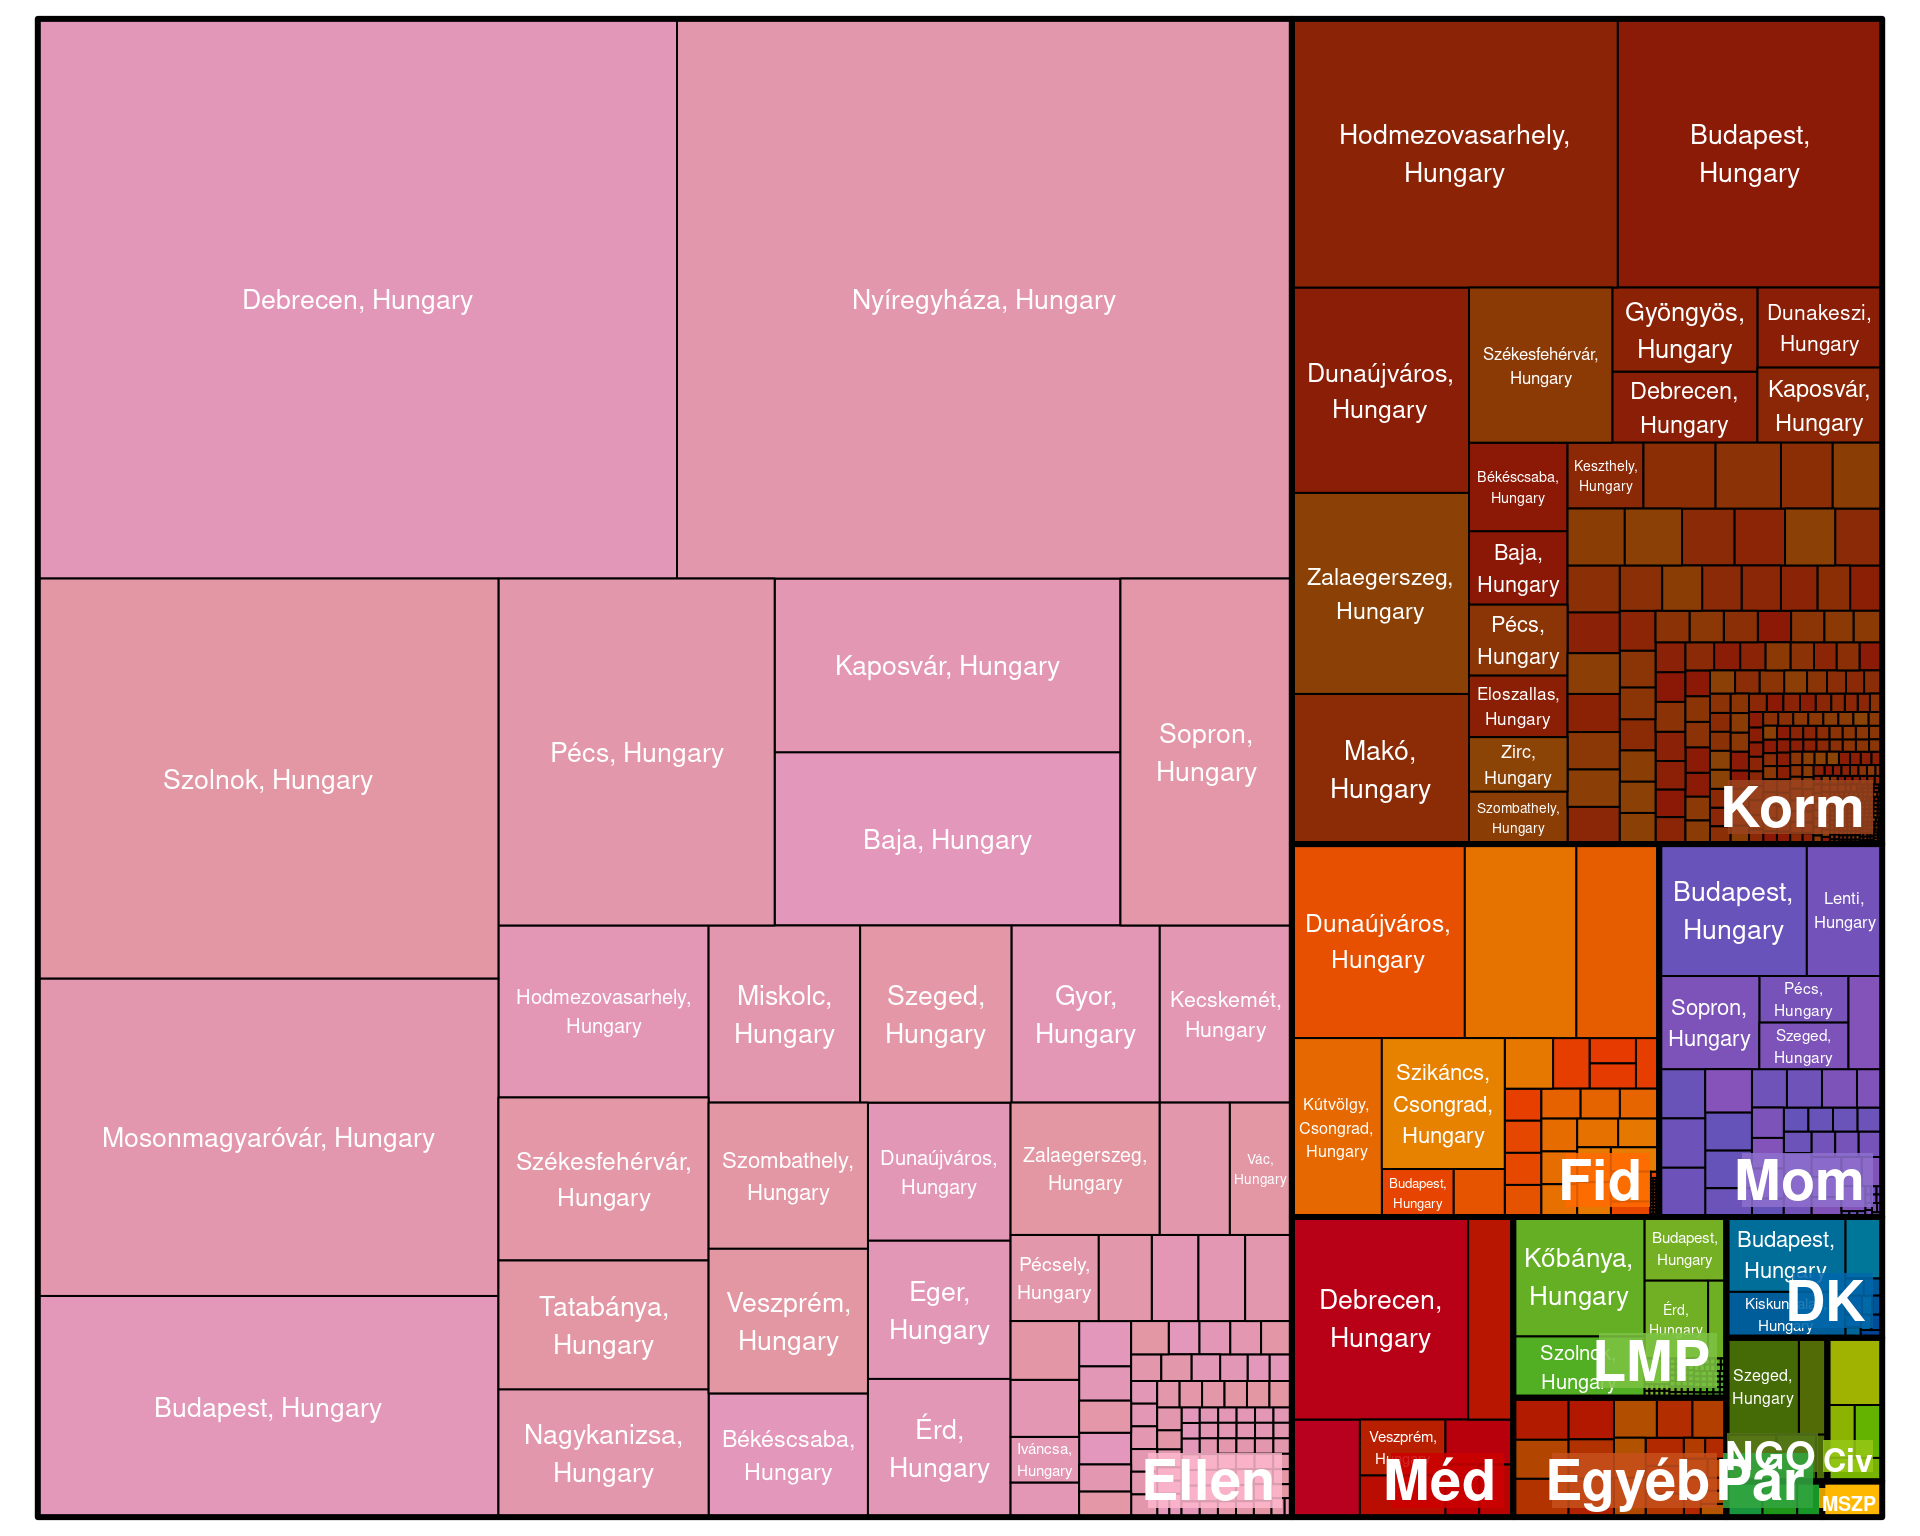 Debrecen, Hungary
Nyíregyháza, Hungary
Szolnok, Hungary
Pécs, Hungary
Kaposvár, Hungary
Baja, Hungary
Sopron,
Hungary
Mosonmagyaróvár, Hungary
Budapest, Hungary
Hodmezovasarhely,
Hungary
Miskolc,
Hungary
Szeged,
Hungary
Gyor,
Hungary
Kecskemét,
Hungary
Székesfehérvár,
Hungary
Szombathely,
Hungary
Dunaújváros,
Hungary
Zalaegerszeg,
Hungary
Vác,
Hungary
Tatabánya,
Hungary
Veszprém,
Hungary
Eger,
Hungary
Pécsely,
Hungary
Nagykanizsa,
Hungary
Békéscsaba,
Hungary
Érd,
Hungary
Iváncsa,
Hungary
Ellen
Hodmezovasarhely,
Hungary
Budapest,
Hungary
Dunaújváros,
Hungary
Székesfehérvár,
Hungary
Gyöngyös,
Hungary
Dunakeszi,
Hungary
Debrecen,
Hungary
Kaposvár,
Hungary
Zalaegerszeg,
Hungary
Békéscsaba,
Hungary
Keszthely,
Hungary
Baja,
Hungary
Pécs,
Hungary
Eloszallas,
Hungary
Makó,
Hungary
Zirc,
Hungary
Szombathely,
Hungary
Korm
Dunaújváros,
Hungary
Kútvölgy,
Csongrad,
Hungary
Szikáncs,
Csongrad,
Hungary
Budapest,
Hungary
Fid
Budapest,
Hungary
Lenti,
Hungary
Sopron,
Hungary
Pécs,
Hungary
Szeged,
Hungary
Mom
Debrecen,
Hungary
Veszprém,
Méd
Kőbánya,
Hungary
Budapest,
Hungary
Érd,
Hungary
Szolnok,
Hungary
LMP
Budapest,
Hungary
Hungary
DK
Szeged,
Hungary
NGO
Civ
Egyéb
Pár
MSZP